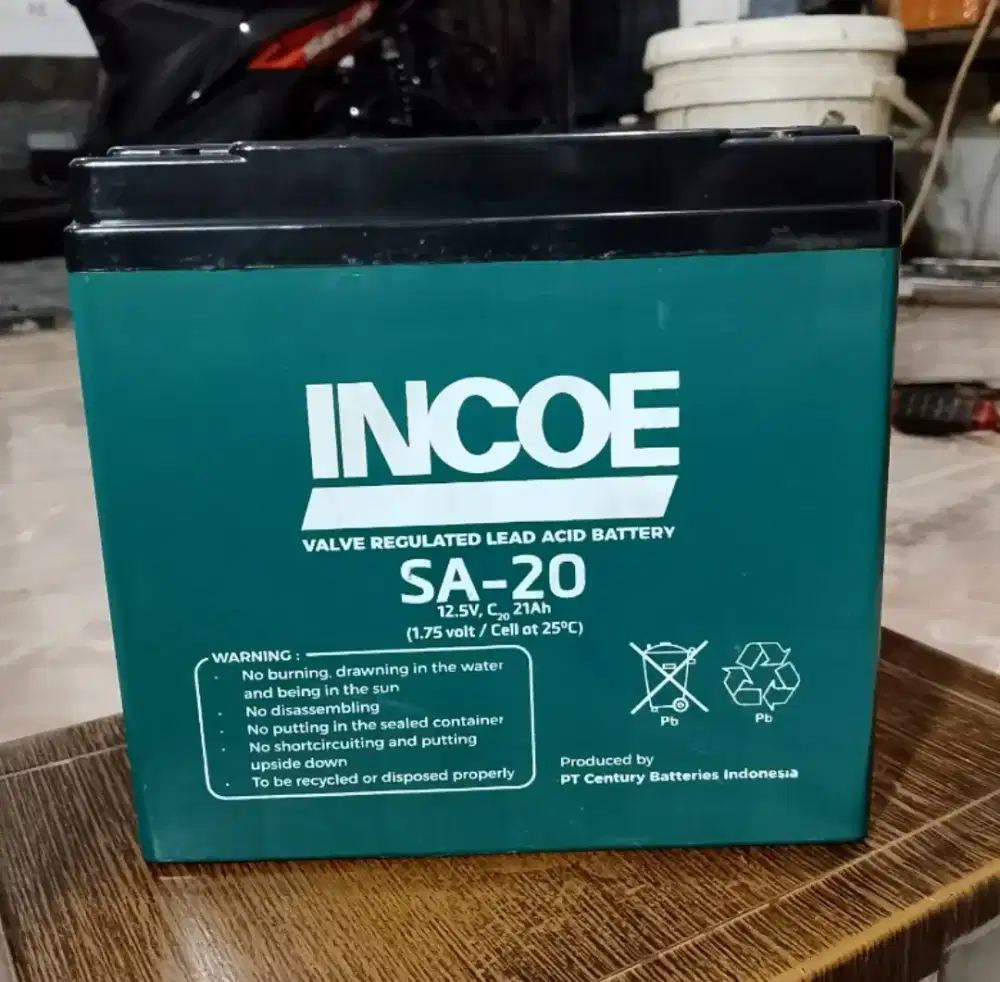 INCOE
VALVE REGULATED LEAD ACID BATTERY
SA-20
12.5V, C20 21Ah
(1.75 volt / Cell at 25ºC)
WARNING :
· No burning, drawning in the water
and being in the sun
· No disassembling
· No putting in the sealed container
· No shortcircuiting and putting
upside down
· To be recycled or disposed properly
Pb
Pb
Produced by
PT Century Batteries Indonesia